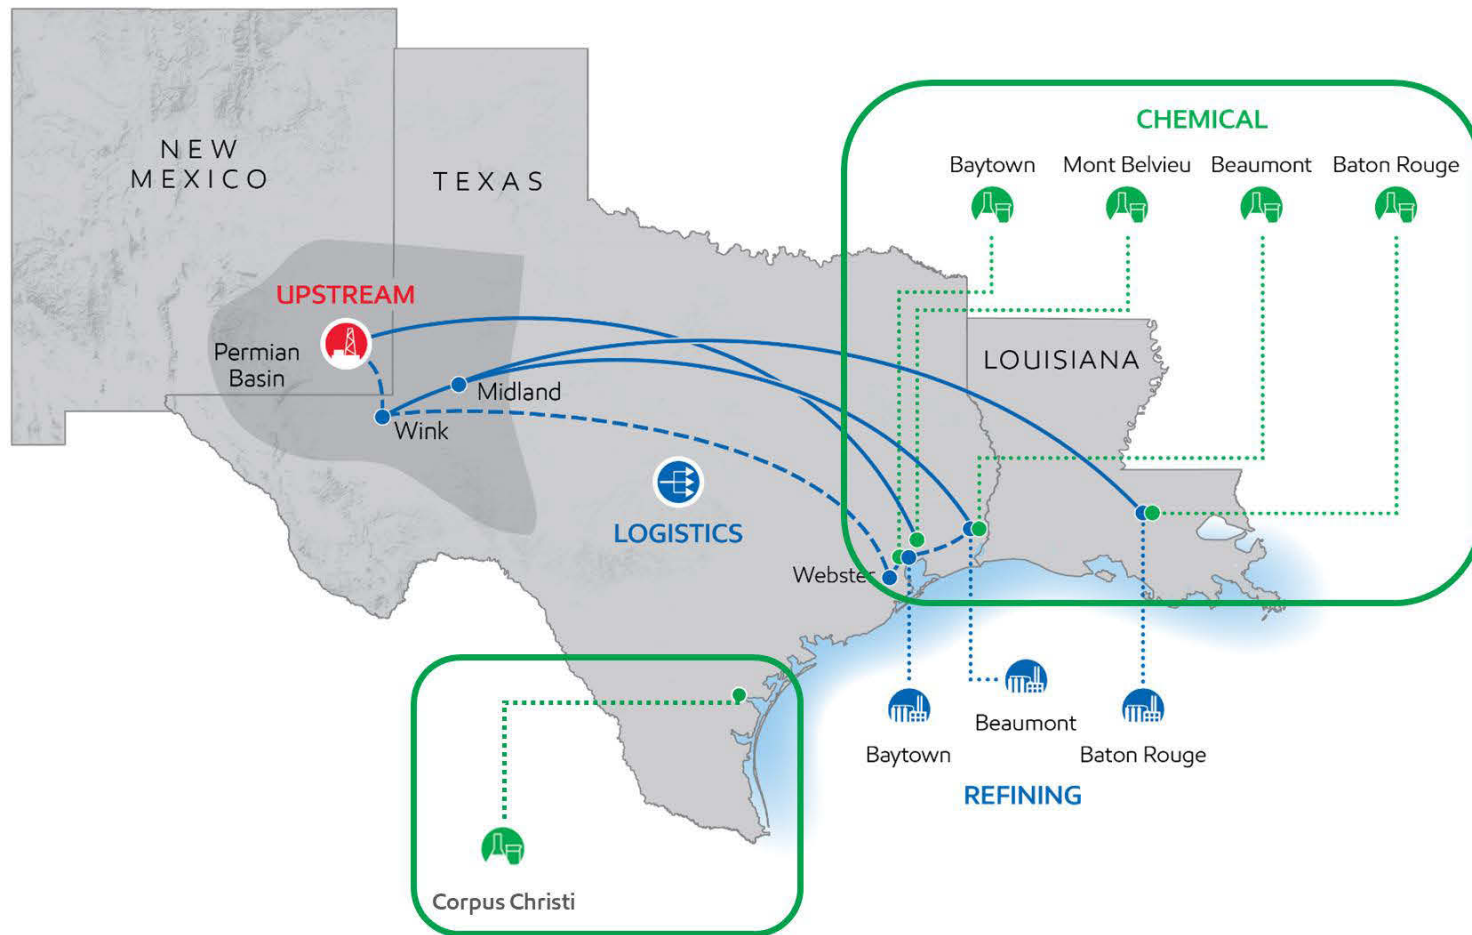 NEW
MEXICO
TEXAS
CHEMICAL
Baytown
Mont Belvieu
Beaumont
Baton Rouge
UPSTREAM
Permian
Basin
Midland
Wink
LOUISIANA
LOGISTICS
Webster
Baytown
Beaumont
Baton Rouge
REFINING
Corpus Christi